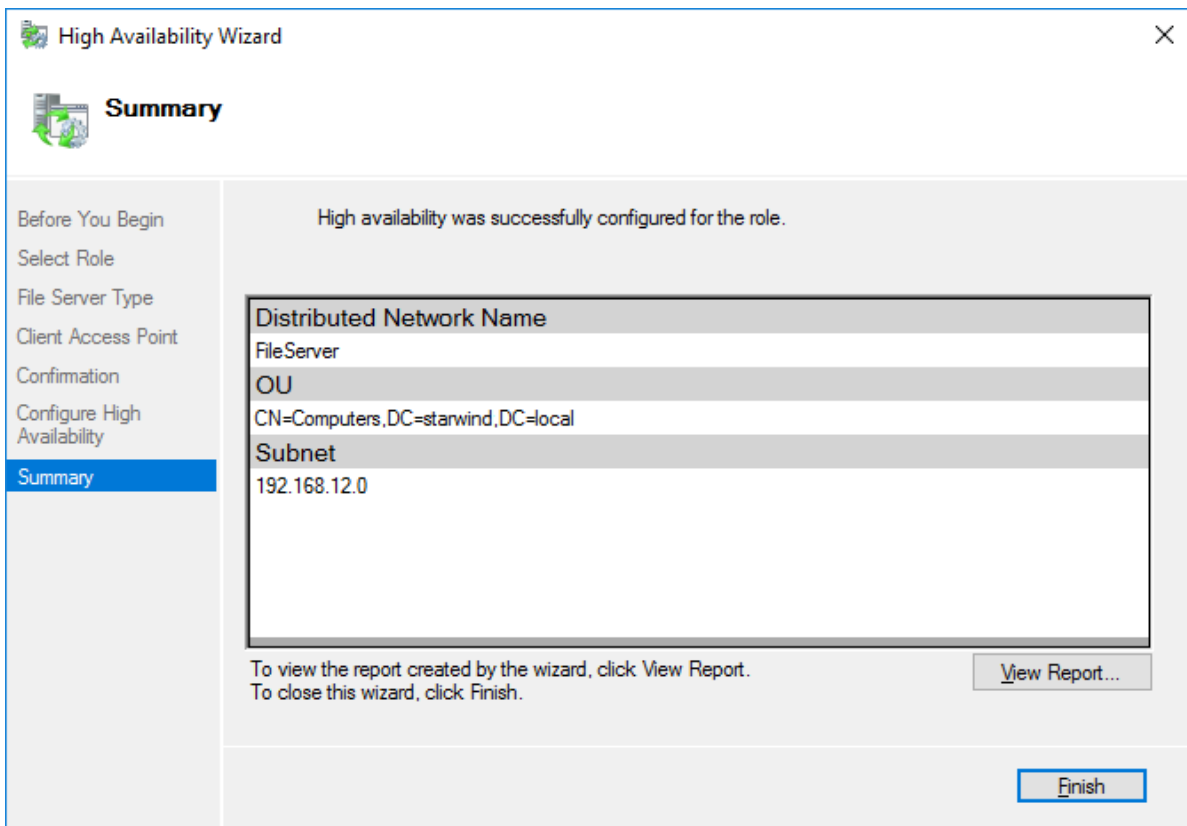 High Availability Wizard
Summary
Before You Begin
Select Role
File Server Type
Client Access Point
Confirmation
Configure High
Availability
Summary
High availability was successfully configured for the role.
Distributed Network Name
FileServer
OU
CN=Computers,DC=starwind,DC=local
Subnet
192.168.12.0
To view the report created by the wizard, click View Report.
To close this wizard, click Finish.
View Report...
Finish